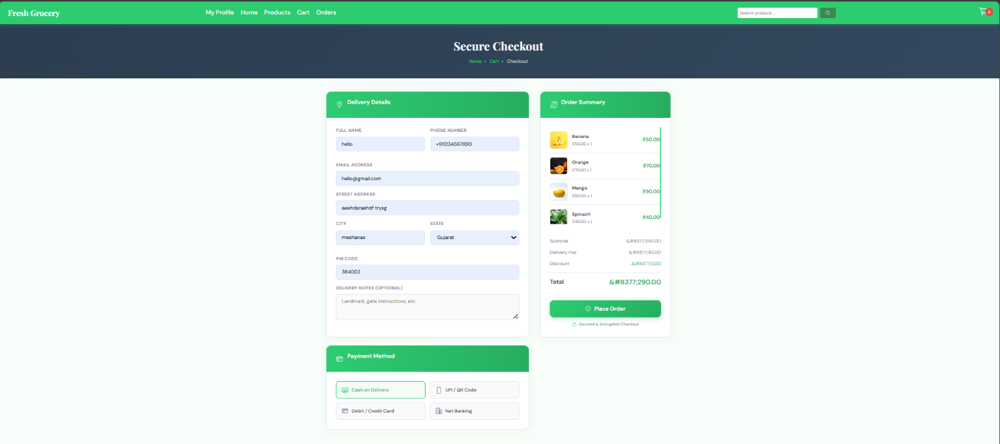 Fresh Grocery
My Profile Home Products Cart Orders
Search products...
4
Secure Checkout
Home › Cart › Checkout
Delivery Details
FULL NAME
hello
PHONE NUMBER
+911234567890
EMAIL ADDRESS
hello@gmail.com
STREET ADDRESS
aeehdsraehdf trysg
CITY
meshanas
STATE
Gujarat
PIN CODE
384002
DELIVERY NOTES (OPTIONAL)
Landmark, gate instructions, etc.
Payment Method
Cash on Delivery
UPI / QR Code
Debit / Credit Card
Net Banking
Order Summary
Banana
₹50.00 x 1
₹50.00
Orange
₹70.00 x 1
₹70.00
Mango
₹90.00 x 1
₹90.00
Spinach
₹40.00 x 1
₹40.00
Subtotal &#8377;250.00
Delivery Fee &#8377;40.00
Discount -&#8377;0.00
Total &#8377;290.00
Place Order
Secured & Encrypted Checkout